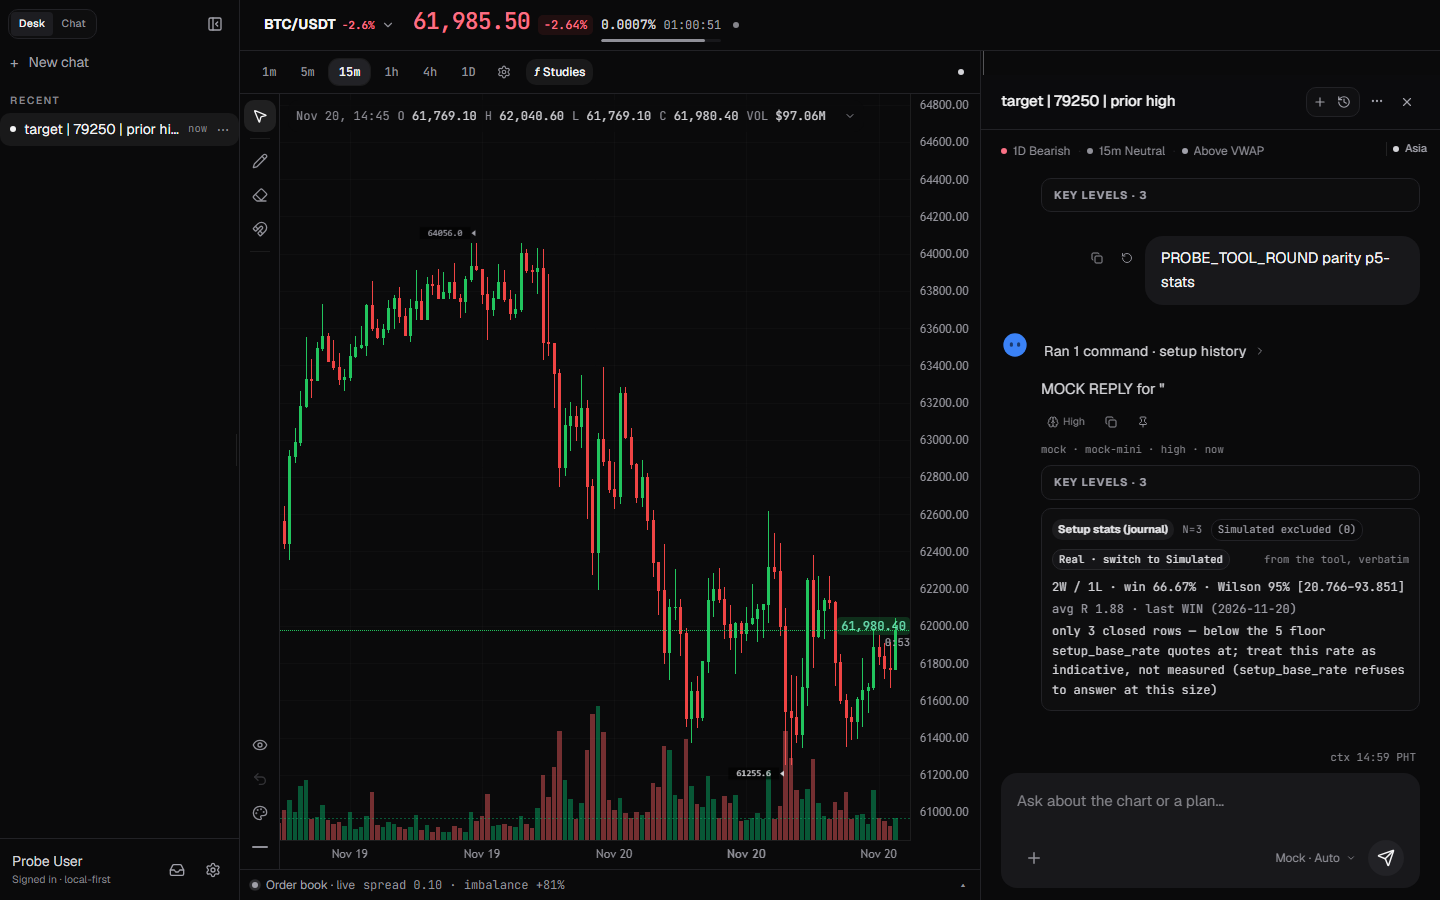 Desk Chat
+ New chat
RECENT
target | 79250 | prior hi... now ...
Probe User
Signed in · local-first
BTC/USDT -2.6%
61,985.50 -2.64% 0.0007% 01:00:51
1m 5m 15m 1h 4h 1D ƒ Studies
Nov 20, 14:45 O 61,769.10 H 62,040.60 L 61,769.10 C 61,980.40 VOL $97.06M
64800.00
64600.00
64400.00
64200.00
64056.0
64000.00
63800.00
63600.00
63400.00
63200.00
63000.00
62800.00
62600.00
62400.00
62200.00
62000.00
61,980.40
61800.00
61600.00
61400.00
61255.6
61200.00
61000.00
Nov 19 Nov 19 Nov 20 Nov 20 Nov 20
Order book · live spread 0.10 · imbalance +81%
target | 79250 | prior high
1D Bearish 15m Neutral Above VWAP Asia
KEY LEVELS · 3
PROBE_TOOL_ROUND parity p5-
stats
Ran 1 command · setup history
MOCK REPLY for "
High
mock · mock-mini · high · now
KEY LEVELS · 3
Setup stats (journal) N=3 Simulated excluded (0)
Real · switch to Simulated from the tool, verbatim
2W / 1L · win 66.67% · Wilson 95% [20.766–93.851]
avg R 1.88 · last WIN (2026-11-20)
only 3 closed rows — below the 5 floor
setup_base_rate quotes at; treat this rate as
indicative, not measured (setup_base_rate refuses
to answer at this size)
ctx 14:59 PHT
Ask about the chart or a plan...
Mock · Auto